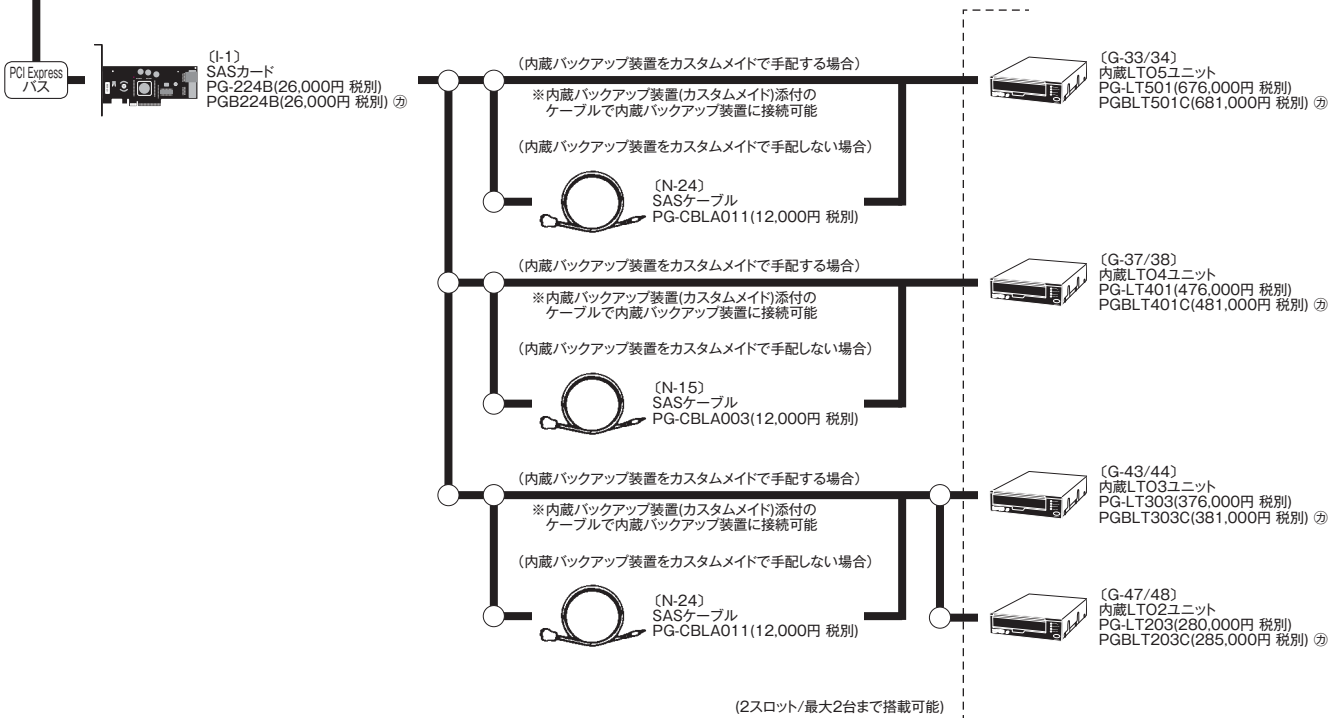 PCI Express
バス
〔I-1〕
SASカード
PG-224B(26,000円 税別)
PGB224B(26,000円 税別) ㋕
(内蔵バックアップ装置をカスタムメイドで手配する場合)
※内蔵バックアップ装置(カスタムメイド)添付の
ケーブルで内蔵バックアップ装置に接続可能
(内蔵バックアップ装置をカスタムメイドで手配しない場合)
〔N-24〕
SASケーブル
PG-CBLA011(12,000円 税別)
〔G-33/34〕
内蔵LTO5ユニット
PG-LT501(676,000円 税別)
PGBLT501C(681,000円 税別) ㋕
(内蔵バックアップ装置をカスタムメイドで手配する場合)
※内蔵バックアップ装置(カスタムメイド)添付の
ケーブルで内蔵バックアップ装置に接続可能
(内蔵バックアップ装置をカスタムメイドで手配しない場合)
〔N-15〕
SASケーブル
PG-CBLA003(12,000円 税別)
〔G-37/38〕
内蔵LTO4ユニット
PG-LT401(476,000円 税別)
PGBLT401C(481,000円 税別) ㋕
(内蔵バックアップ装置をカスタムメイドで手配する場合)
※内蔵バックアップ装置(カスタムメイド)添付の
ケーブルで内蔵バックアップ装置に接続可能
(内蔵バックアップ装置をカスタムメイドで手配しない場合)
〔N-24〕
SASケーブル
PG-CBLA011(12,000円 税別)
〔G-43/44〕
内蔵LTO3ユニット
PG-LT303(376,000円 税別)
PGBLT303C(381,000円 税別) ㋕
〔G-47/48〕
内蔵LTO2ユニット
PG-LT203(280,000円 税別)
PGBLT203C(285,000円 税別) ㋕
(2スロット/最大2台まで搭載可能)